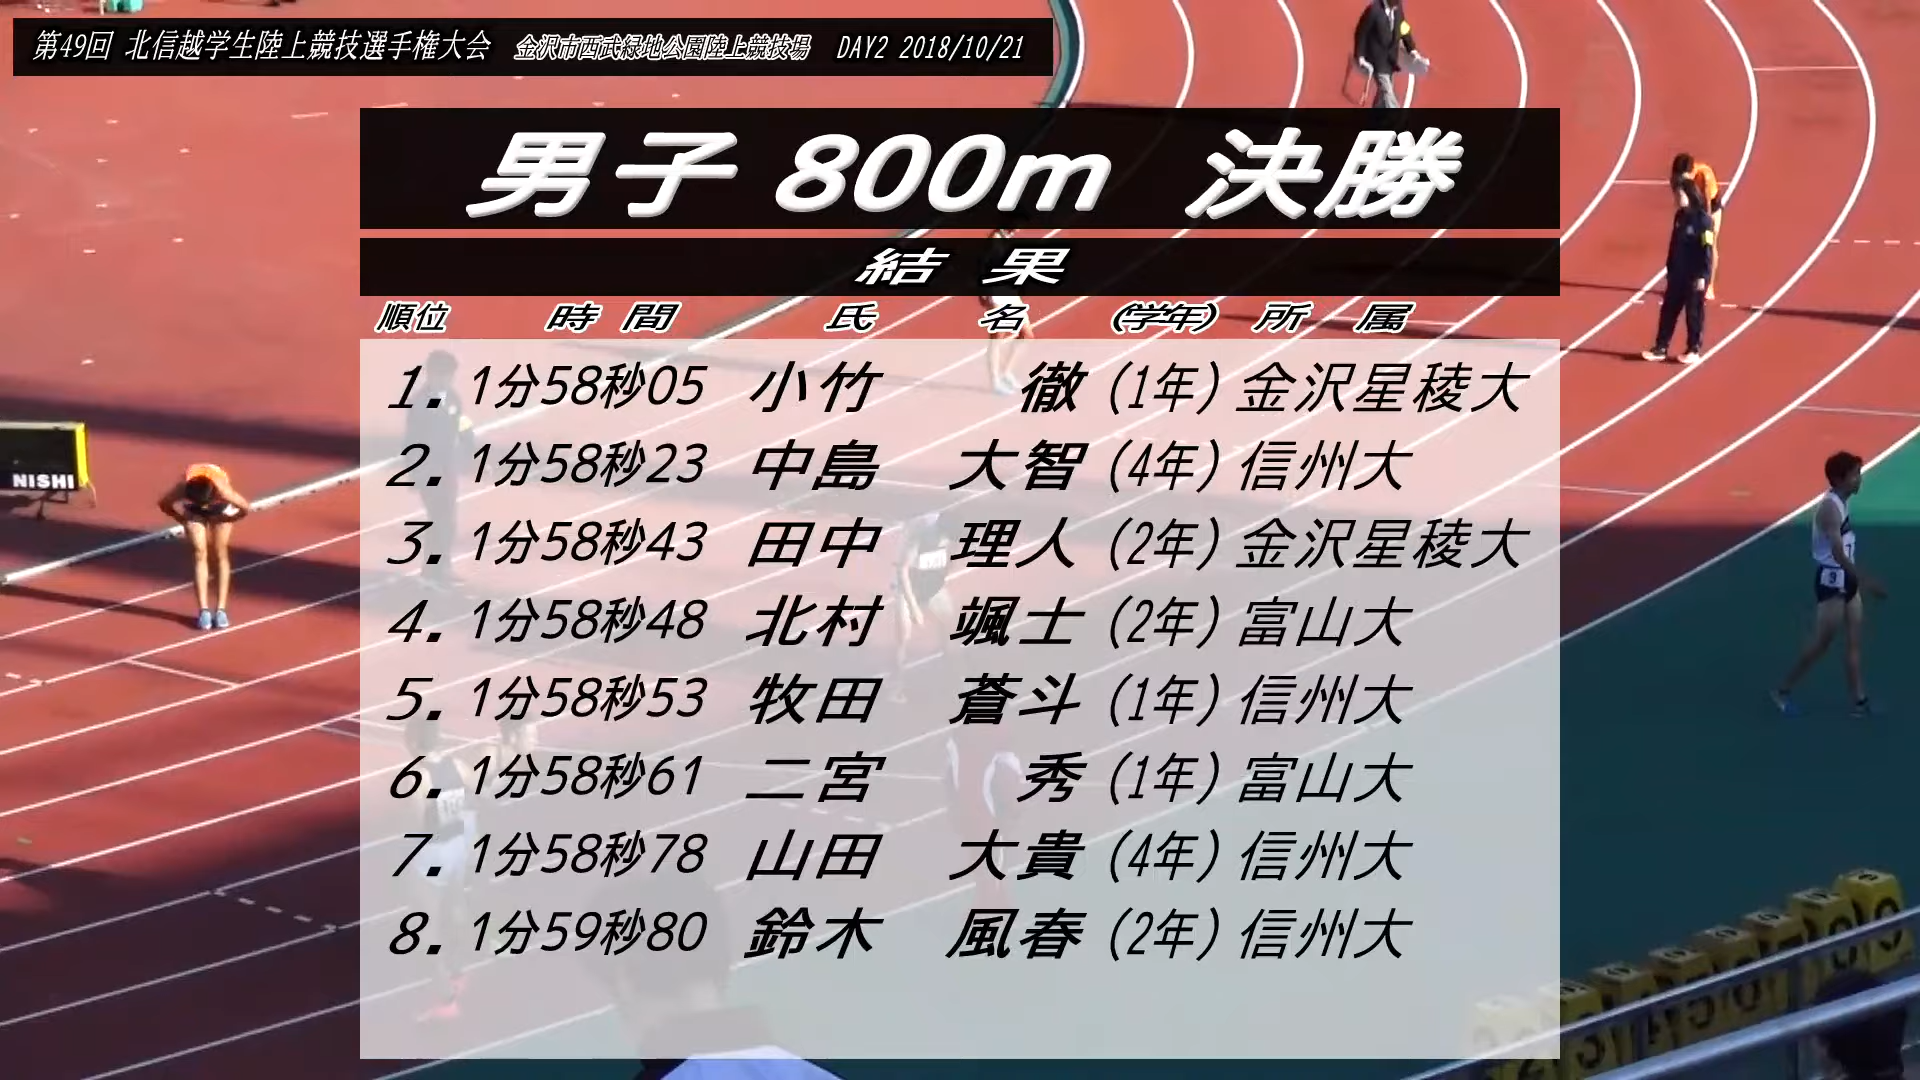 第49回 北信越学生陸上競技選手権大会 金沢市西武緑地公園陸上競技場 DAY2 2018/10/21
男子 800m 決勝
結 果
順位 時 間 氏 名 (学年) 所 属
1. 1分58秒05 小竹 徹 (1年) 金沢星稜大
2. 1分58秒23 中島 大智 (4年) 信州大
3. 1分58秒43 田中 理人 (2年) 金沢星稜大
4. 1分58秒48 北村 颯士 (2年) 富山大
5. 1分58秒53 牧田 蒼斗 (1年) 信州大
6. 1分58秒61 二宮 秀 (1年) 富山大
7. 1分58秒78 山田 大貴 (4年) 信州大
8. 1分59秒80 鈴木 風春 (2年) 信州大
NISHI
9